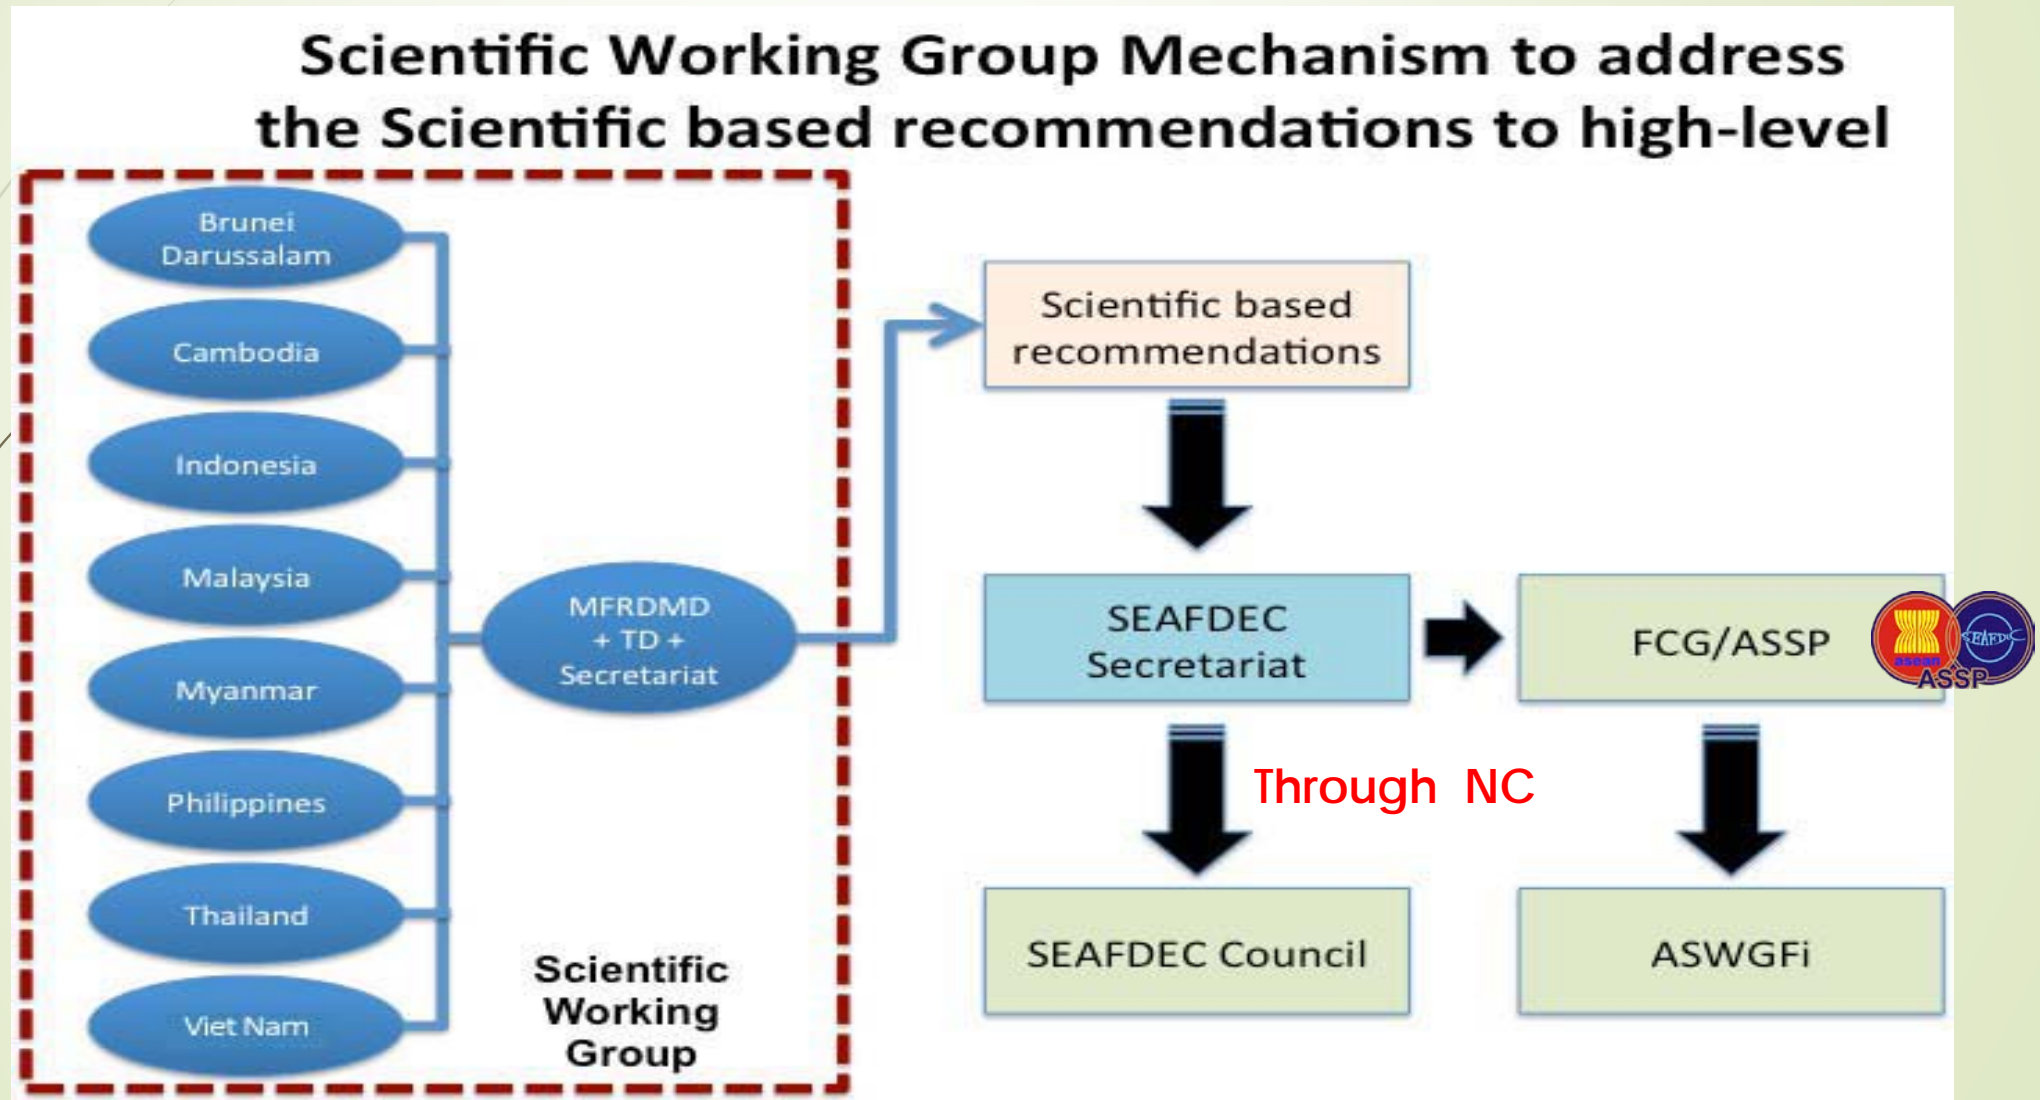 Scientific Working Group Mechanism to address
the Scientific based recommendations to high-level
Brunei
Darussalam
Cambodia
Indonesia
Malaysia
Myanmar
Philippines
Thailand
Viet Nam
MFRDMD
+ TD +
Secretariat
Scientific
Working
Group
Scientific based
recommendations
SEAFDEC
Secretariat
FCG/ASSP
asean
SEAFDEC
ASSP
Through NC
SEAFDEC Council
ASWGFi